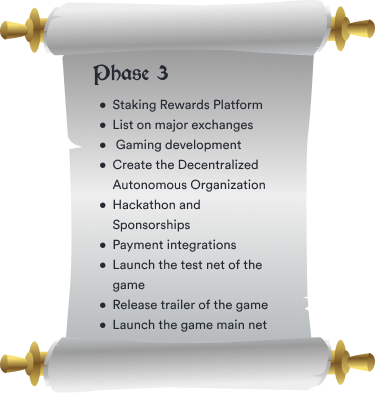 Phase 3
• Staking Rewards Platform
• List on major exchanges
• Gaming development
• Create the Decentralized
Autonomous Organization
• Hackathon and
Sponsorships
• Payment integrations
• Launch the test net of the
game
• Release trailer of the game
• Launch the game main net